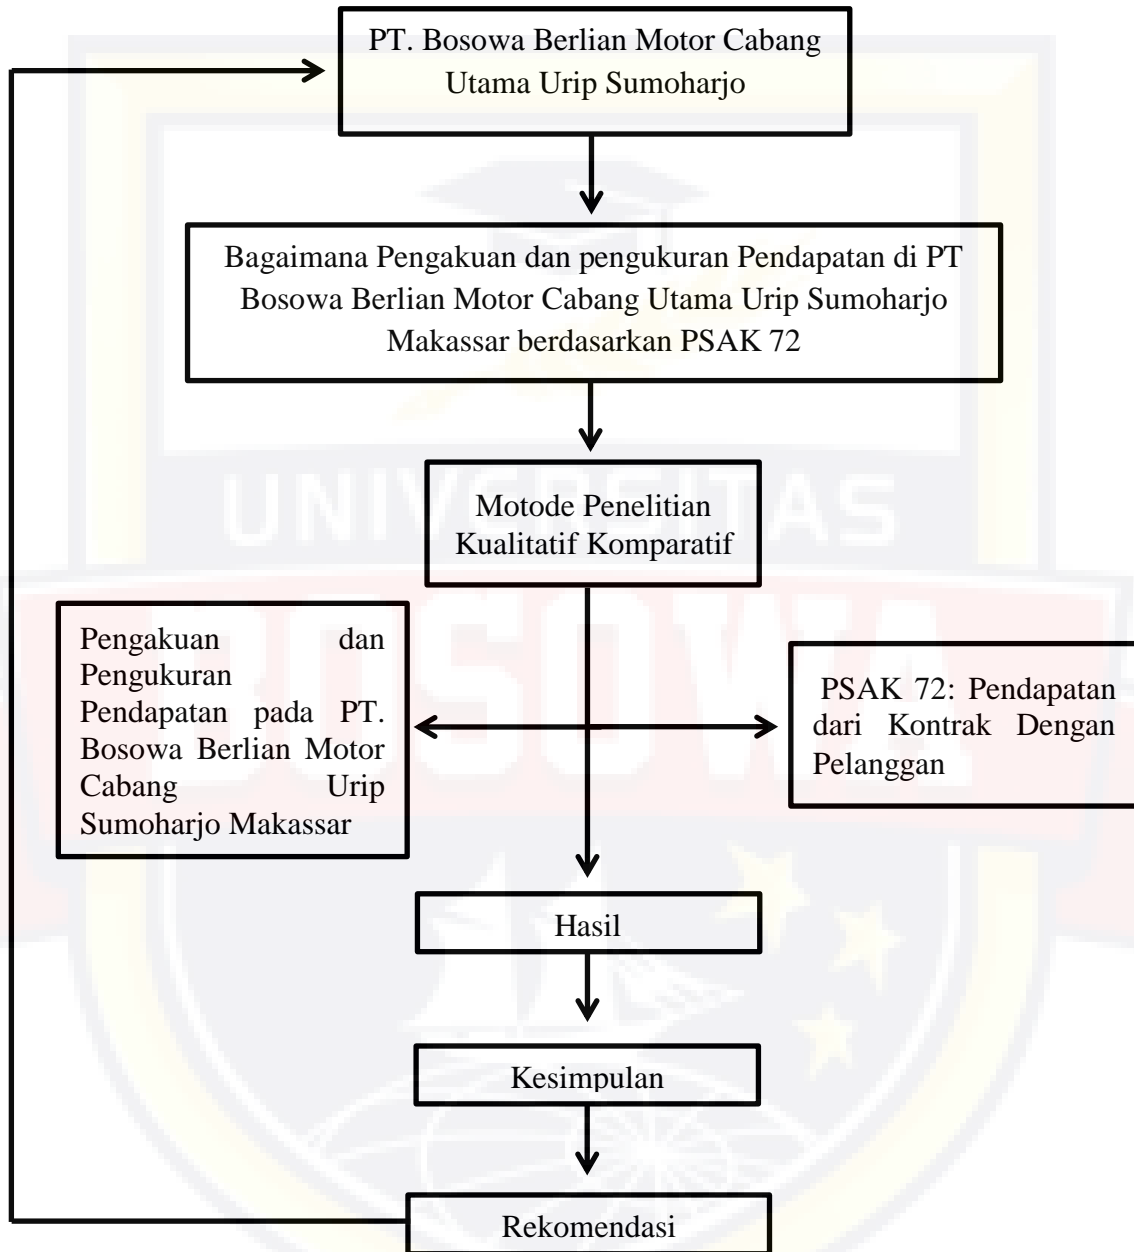 PT. Bosowa Berlian Motor Cabang
Utama Urip Sumoharjo
Bagaimana Pengakuan dan pengukuran Pendapatan di PT
Bosowa Berlian Motor Cabang Utama Urip Sumoharjo
Makassar berdasarkan PSAK 72
UNIVERSITAS
Motode Penelitian
Kualitatif Komparatif
BOSOWA
Pengakuan dan
Pengukuran
Pendapatan pada PT.
Bosowa Berlian Motor
Cabang Urip
Sumoharjo Makassar
PSAK 72: Pendapatan
dari Kontrak Dengan
Pelanggan
Hasil
Kesimpulan
Rekomendasi